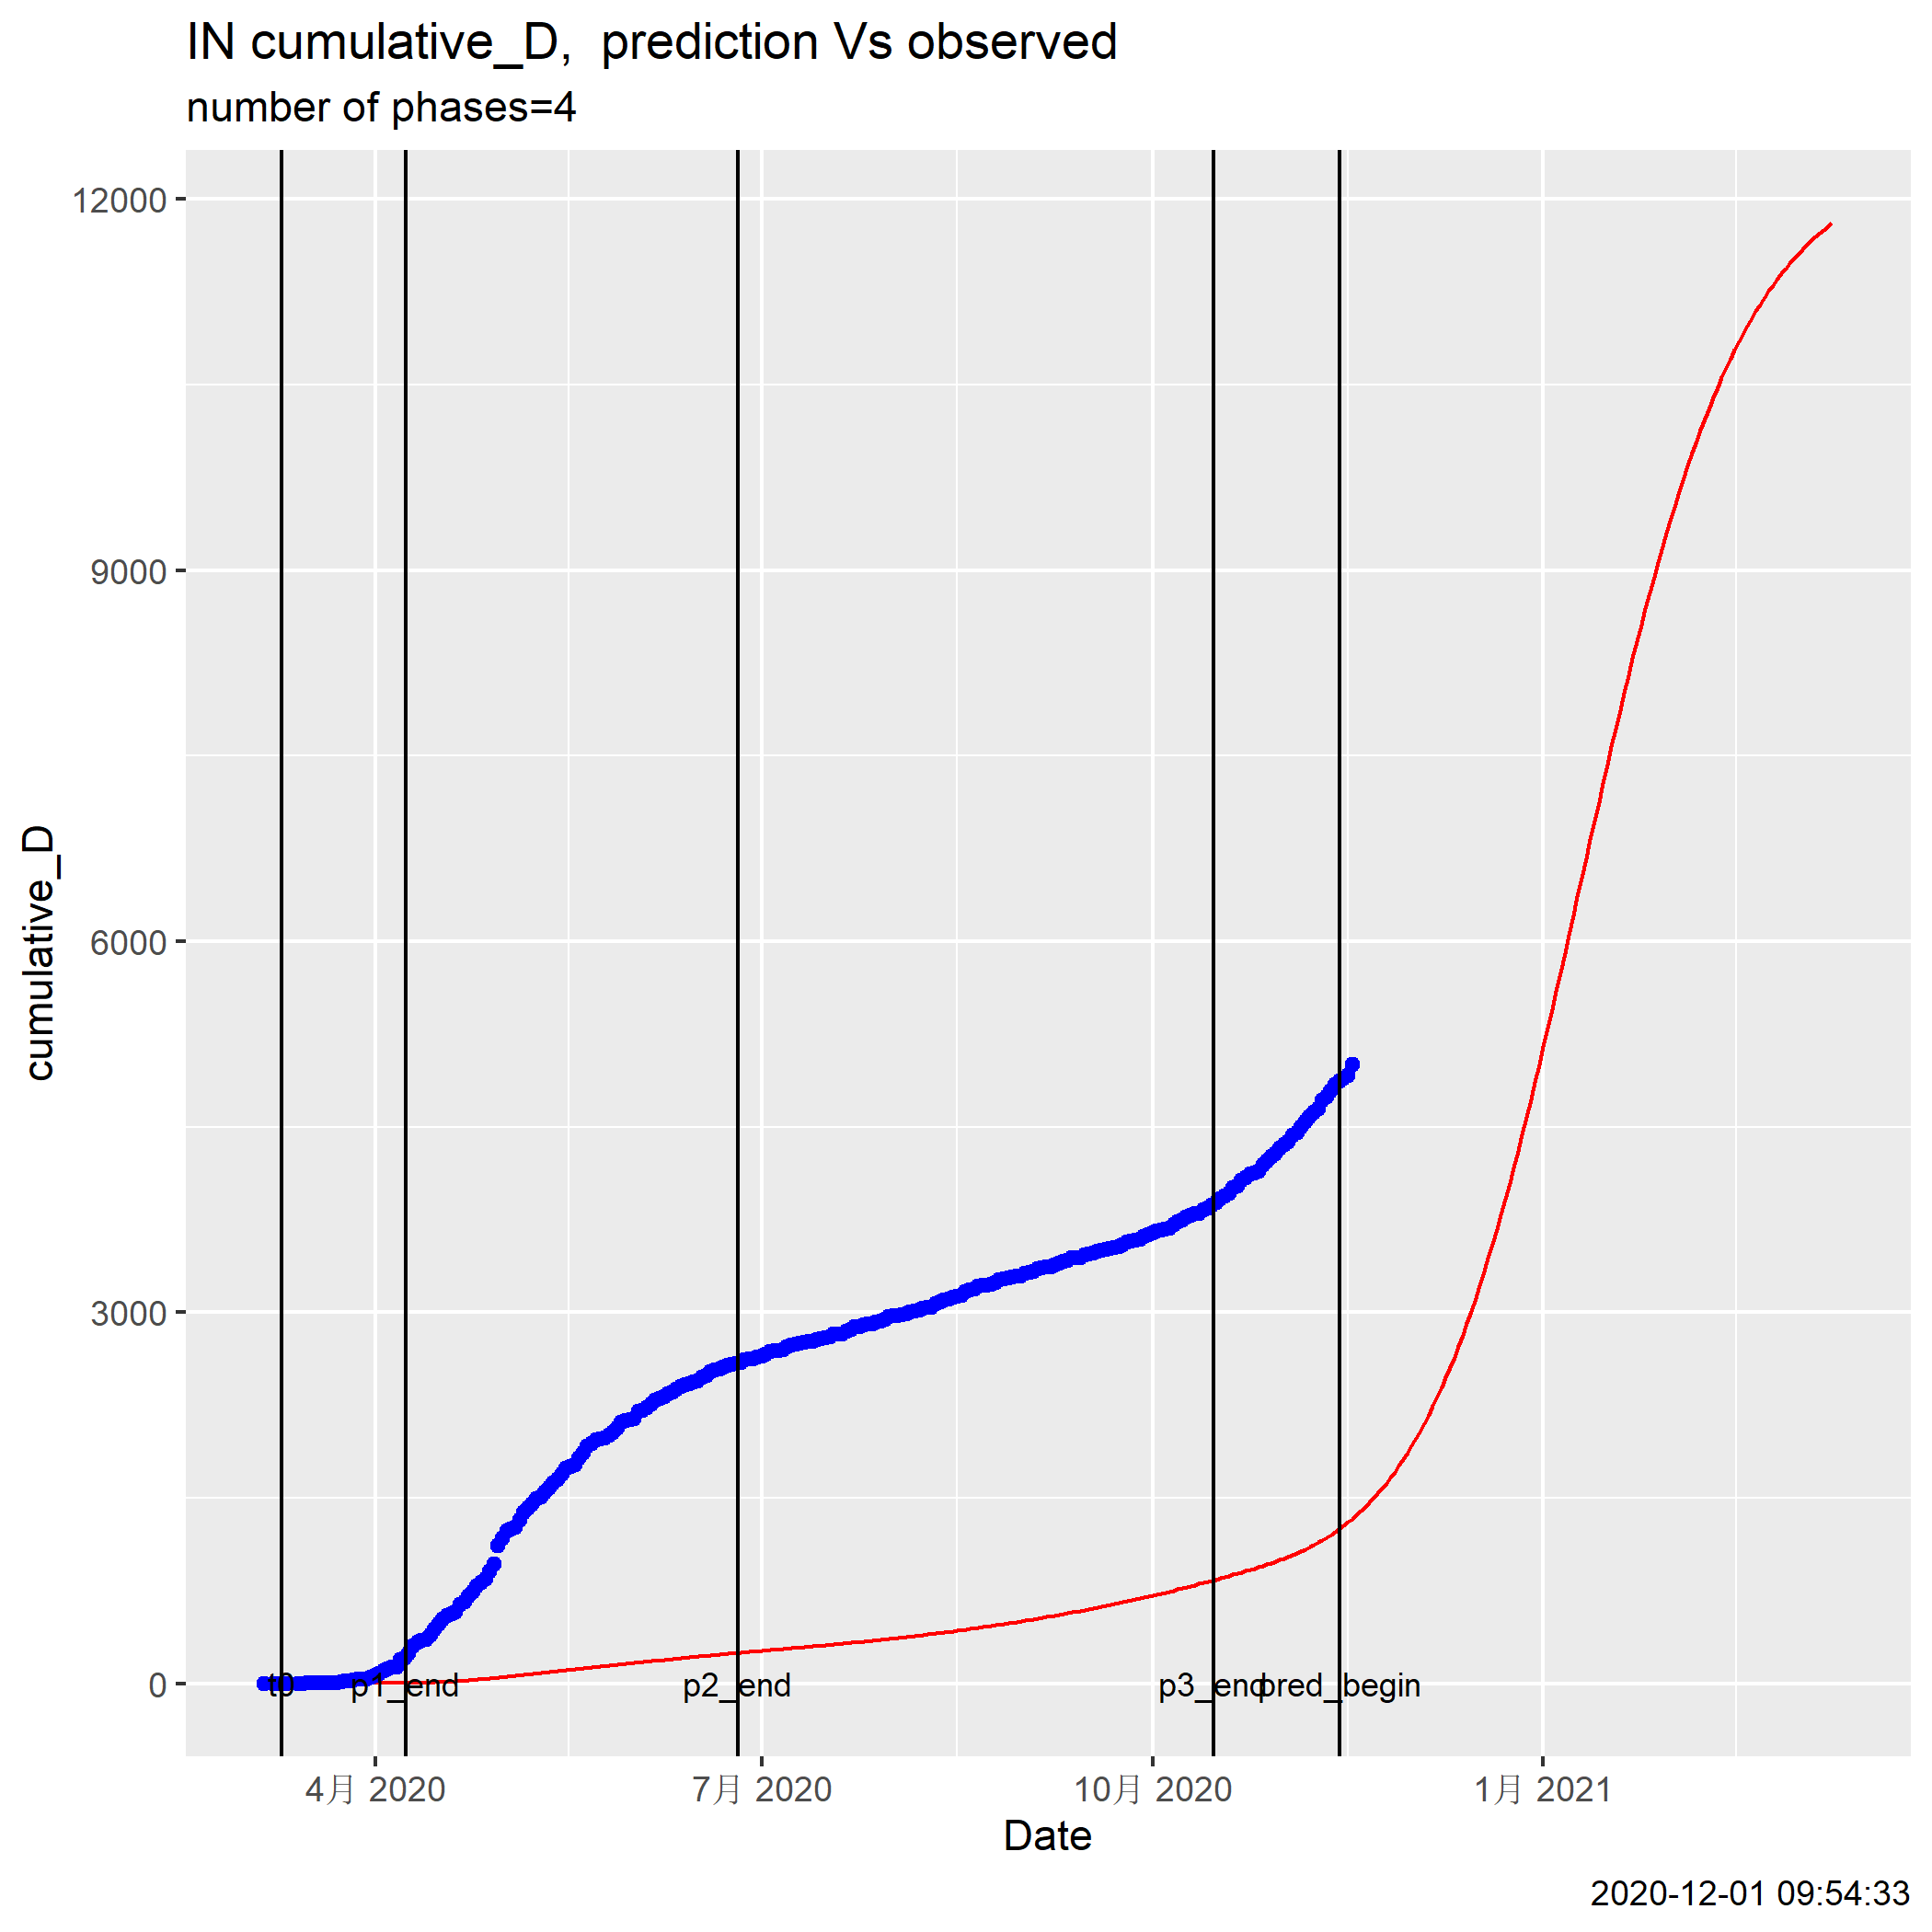 IN cumulative_D,  prediction Vs observed
number of phases=4
12000
9000
6000
3000
0
cumulative_D
t0
p1_end
p2_end
p3_end
pred_begin
4月 2020
7月 2020
10月 2020
1月 2021
Date
2020-12-01 09:54:33